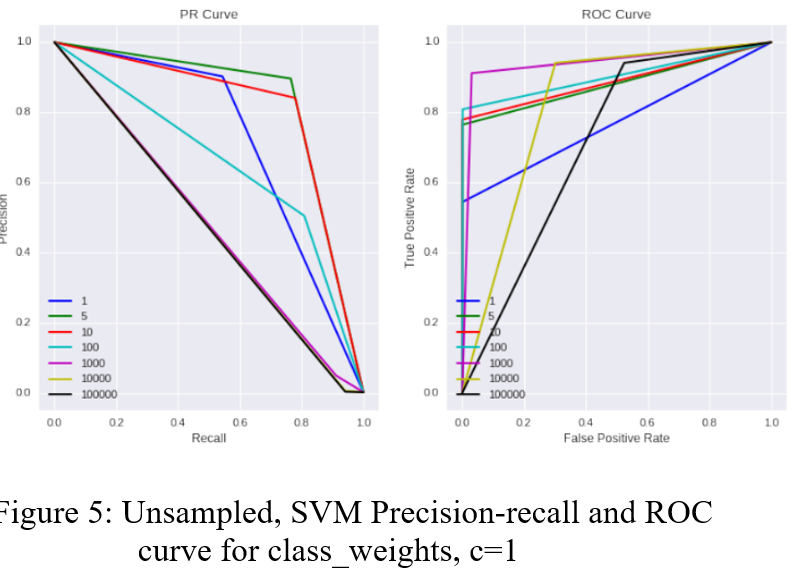 PR Curve
1.0
0.8
0.6
0.4
0.2
0.0
Precision
1
5
10
100
1000
10000
100000
0.0 0.2 0.4 0.6 0.8 1.0
Recall
ROC Curve
1.0
0.8
0.6
0.4
0.2
0.0
True Positive Rate
1
5
10
100
1000
10000
100000
0.0 0.2 0.4 0.6 0.8 1.0
False Positive Rate
Figure 5: Unsampled, SVM Precision-recall and ROC
curve for class_weights, c=1